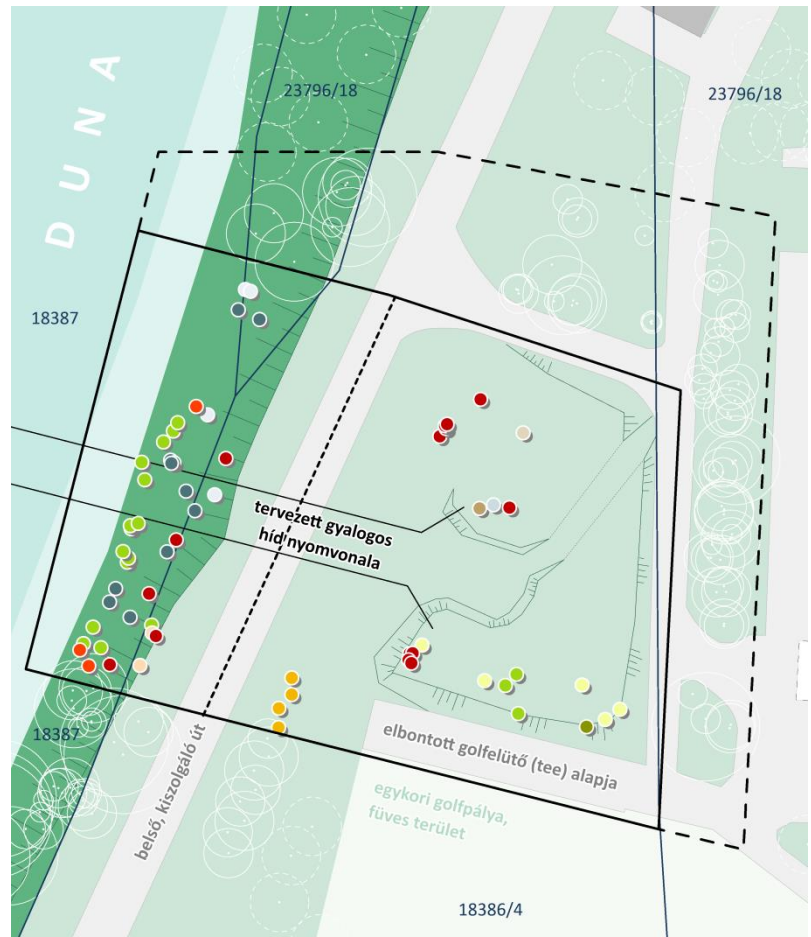 23796/18
23796/18
DUNA
18387
tervezett gyalogos
híd nyomvonala
18387
belső, kiszolgáló út
elbontott golfelütő (tee) alapja
egykori golfpálya,
füves terület
18386/4